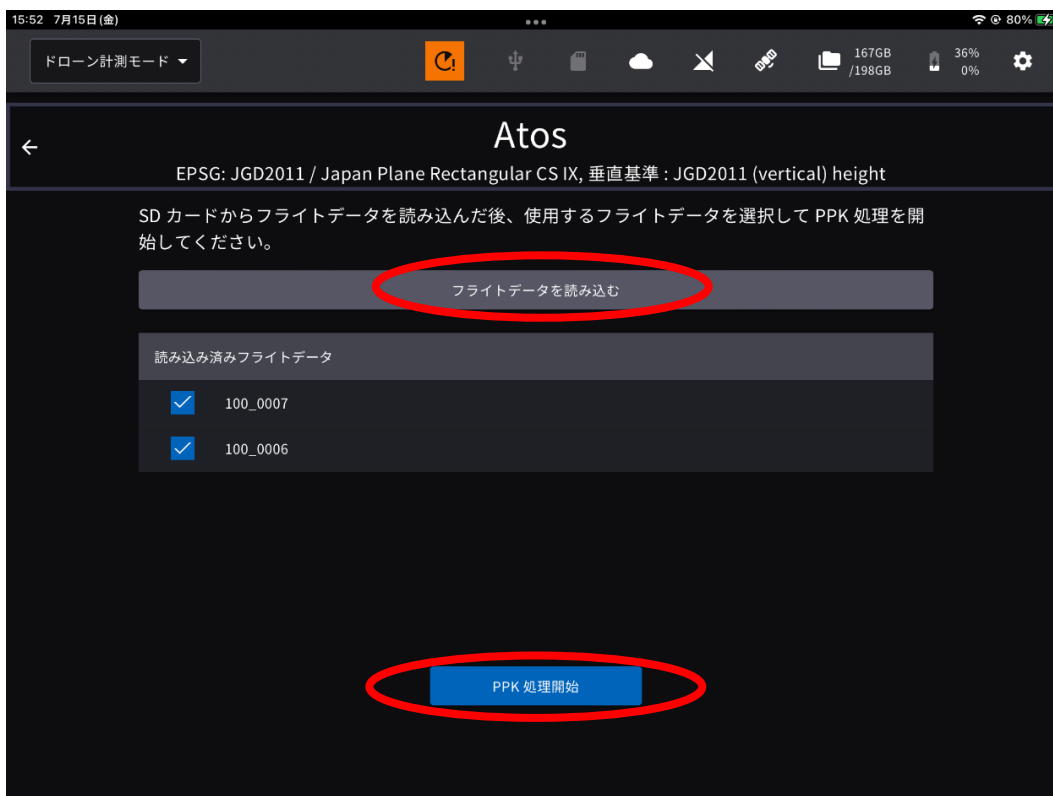 15:52 7月15日(金)
80%
ドローン計測モード
167GB
/198GB
36%
0%
Atos
EPSG: JGD2011 / Japan Plane Rectangular CS IX, 垂直基準 : JGD2011 (vertical) height
SD カードからフライトデータを読み込んだ後、使用するフライトデータを選択して PPK 処理を開
始してください。
フライトデータを読み込む
読み込み済みフライトデータ
100_0007
100_0006
PPK 処理開始